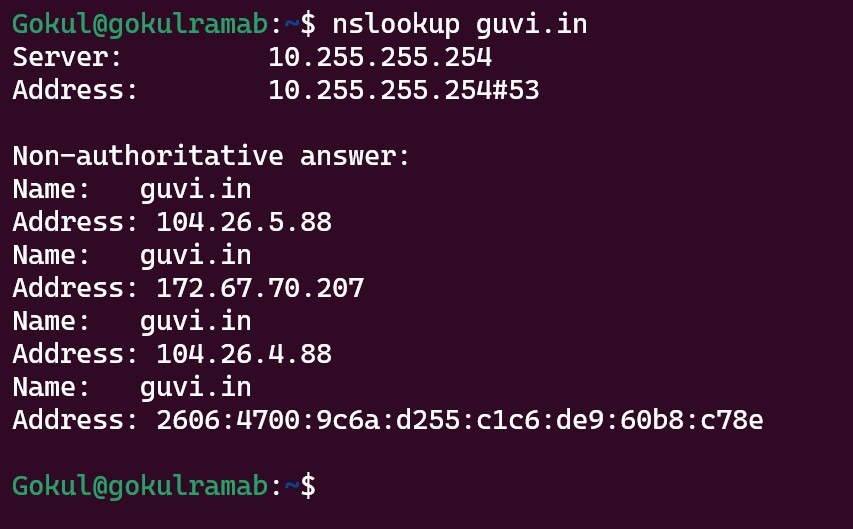 Gokul@gokulramab:~$ nslookup guvi.in
Server:         10.255.255.254
Address:        10.255.255.254#53

Non-authoritative answer:
Name:   guvi.in
Address: 104.26.5.88
Name:   guvi.in
Address: 172.67.70.207
Name:   guvi.in
Address: 104.26.4.88
Name:   guvi.in
Address: 2606:4700:9c6a:d255:c1c6:de9:60b8:c78e

Gokul@gokulramab:~$